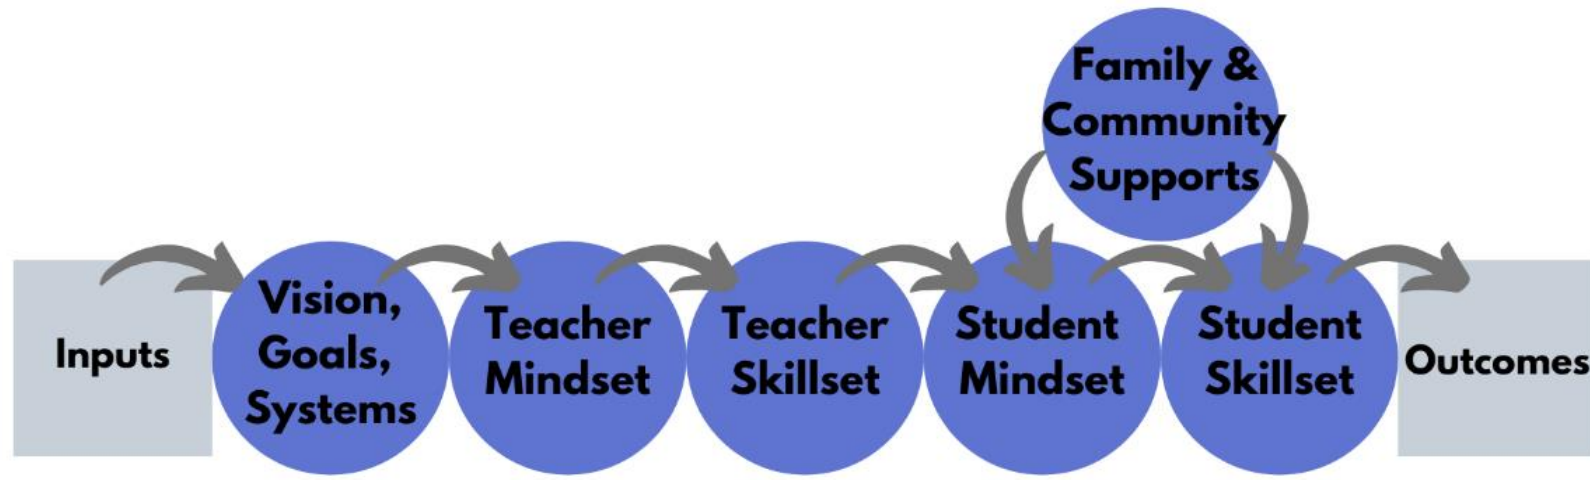 Family &
Community
Supports
Inputs
Vision,
Goals,
Systems
Teacher
Mindset
Teacher
Skillset
Student
Mindset
Student
Skillset
Outcomes